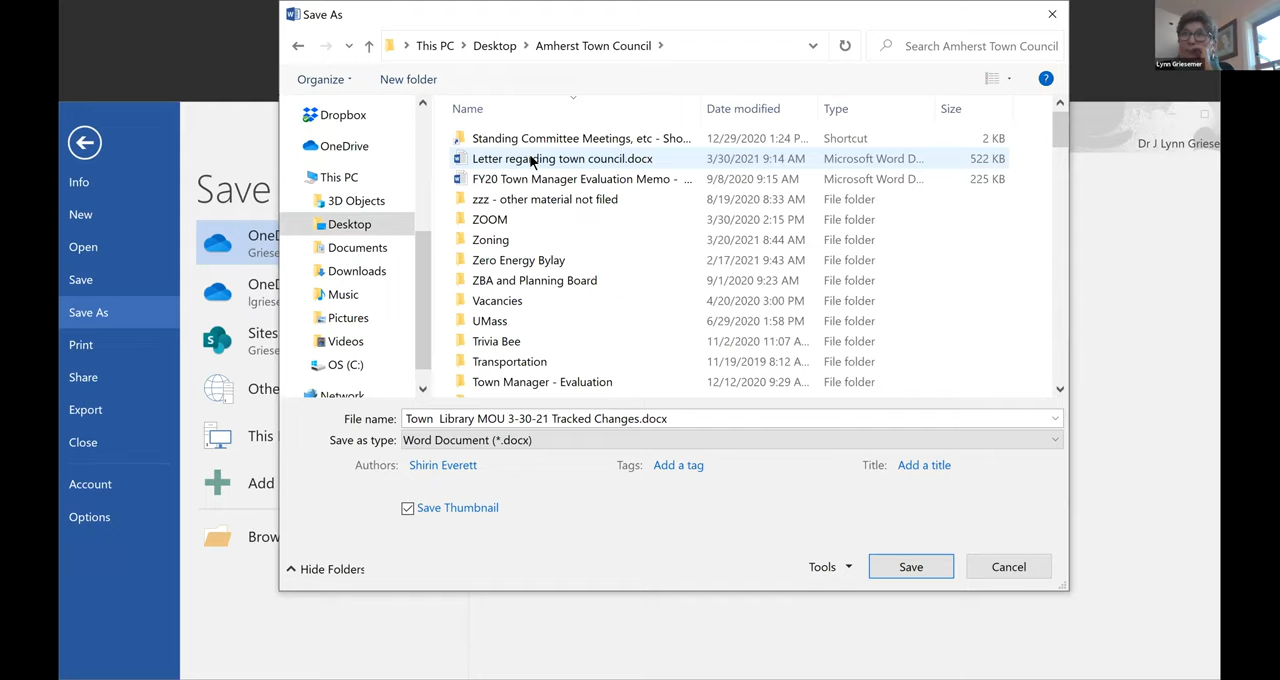 Save As
This PC > Desktop > Amherst Town Council >
Search Amherst Town Council
Organize
New folder
Dropbox
OneDrive
This PC
3D Objects
Desktop
Documents
Downloads
Music
Pictures
Videos
OS (C:)
Network
Name Date modified Type Size
Standing Committee Meetings, etc - Sho... 12/29/2020 1:24 P... Shortcut 2 KB
Letter regarding town council.docx 3/30/2021 9:14 AM Microsoft Word D... 522 KB
FY20 Town Manager Evaluation Memo - ... 9/8/2020 9:15 AM Microsoft Word D... 225 KB
zzz - other material not filed 8/19/2020 8:33 AM File folder
ZOOM 3/30/2021 2:15 PM File folder
Zoning 3/20/2021 8:44 AM File folder
Zero Energy Bylay 2/17/2021 9:43 AM File folder
ZBA and Planning Board 9/1/2020 9:23 AM File folder
Vacancies 4/20/2020 3:00 PM File folder
UMass 6/29/2020 1:58 PM File folder
Trivia Bee 11/2/2020 11:07 A... File folder
Transportation 11/19/2019 8:12 A... File folder
Town Manager - Evaluation 12/12/2020 9:29 A... File folder
File name: Town  Library MOU 3-30-21 Tracked Changes.docx
Save as type: Word Document (*.docx)
Authors: Shirin Everett
Tags: Add a tag
Title: Add a title
Save Thumbnail
Hide Folders
Tools
Save
Cancel
Info
New
Open
Save
Save As
Print
Share
Export
Close
Account
Options
Save
OneD
Griese
OneD
lgriese
Sites
Griese
Othe
This
Add
Brow
Dr J Lynn Griese
Lynn Griesemer